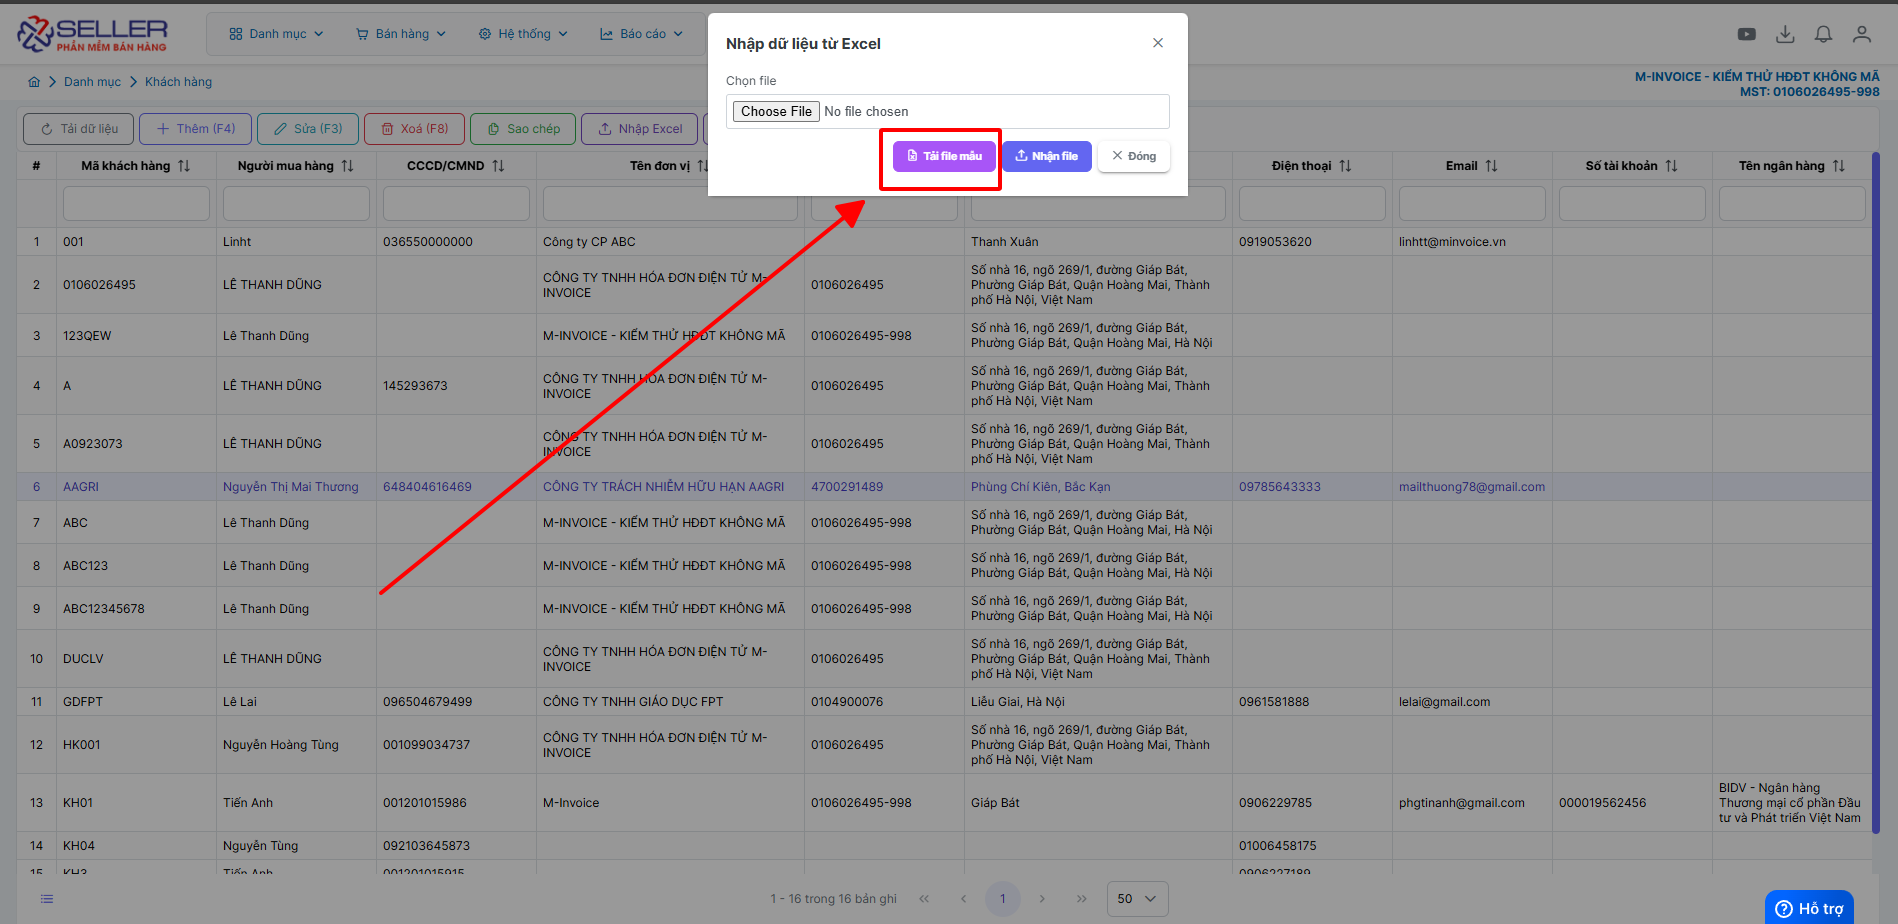 SELLER
PHẦN MỀM BÁN HÀNG
Danh mục
Bán hàng
Hệ thống
Báo cáo
Danh mục
Khách hàng
M-INVOICE - KIỂM THỬ HĐĐT KHÔNG MÃ
MST: 0106026495-998
Nhập dữ liệu từ Excel
Chọn file
Choose File No file chosen
Tải file mẫu
Nhận file
Đóng
Tải dữ liệu
Thêm (F4)
Sửa (F3)
Xoá (F8)
Sao chép
Nhập Excel
# Mã khách hàng Người mua hàng CCCD/CMND Tên đơn vị Điện thoại Email Số tài khoản Tên ngân hàng
1 001 Linht 036550000000 Công ty CP ABC Thanh Xuân 0919053620 linhtt@minvoice.vn
2 0106026495 LÊ THANH DŨNG
CÔNG TY TNHH HÓA ĐƠN ĐIỆN TỬ M-
INVOICE
0106026495
Số nhà 16, ngõ 269/1, đường Giáp Bát,
Phường Giáp Bát, Quận Hoàng Mai, Thành
phố Hà Nội, Việt Nam
3 123QEW Lê Thanh Dũng M-INVOICE - KIỂM THỬ HĐĐT KHÔNG MÃ 0106026495-998
Số nhà 16, ngõ 269/1, đường Giáp Bát,
Phường Giáp Bát, Quận Hoàng Mai, Hà Nội
4 A LÊ THANH DŨNG 145293673
CÔNG TY TNHH HÓA ĐƠN ĐIỆN TỬ M-
INVOICE
0106026495
Số nhà 16, ngõ 269/1, đường Giáp Bát,
Phường Giáp Bát, Quận Hoàng Mai, Thành
phố Hà Nội, Việt Nam
5 A0923073 LÊ THANH DŨNG
CÔNG TY TNHH HÓA ĐƠN ĐIỆN TỬ M-
INVOICE
0106026495
Số nhà 16, ngõ 269/1, đường Giáp Bát,
Phường Giáp Bát, Quận Hoàng Mai, Thành
phố Hà Nội, Việt Nam
6 AAGRI Nguyễn Thị Mai Thương 648404616469 CÔNG TY TRÁCH NHIỆM HỮU HẠN AAGRI 4700291489 Phùng Chí Kiên, Bắc Kạn 09785643333 mailthuong78@gmail.com
7 ABC Lê Thanh Dũng M-INVOICE - KIỂM THỬ HĐĐT KHÔNG MÃ 0106026495-998
Số nhà 16, ngõ 269/1, đường Giáp Bát,
Phường Giáp Bát, Quận Hoàng Mai, Hà Nội
8 ABC123 Lê Thanh Dũng M-INVOICE - KIỂM THỬ HĐĐT KHÔNG MÃ 0106026495-998
Số nhà 16, ngõ 269/1, đường Giáp Bát,
Phường Giáp Bát, Quận Hoàng Mai, Hà Nội
9 ABC12345678 Lê Thanh Dũng M-INVOICE - KIỂM THỬ HĐĐT KHÔNG MÃ 0106026495-998
Số nhà 16, ngõ 269/1, đường Giáp Bát,
Phường Giáp Bát, Quận Hoàng Mai, Hà Nội
10 DUCLV LÊ THANH DŨNG
CÔNG TY TNHH HÓA ĐƠN ĐIỆN TỬ M-
INVOICE
0106026495
Số nhà 16, ngõ 269/1, đường Giáp Bát,
Phường Giáp Bát, Quận Hoàng Mai, Thành
phố Hà Nội, Việt Nam
11 GDFPT Lê Lai 096504679499 CÔNG TY TNHH GIÁO DỤC FPT 0104900076 Liễu Giai, Hà Nội 0961581888 lelai@gmail.com
12 HK001 Nguyễn Hoàng Tùng 001099034737
CÔNG TY TNHH HÓA ĐƠN ĐIỆN TỬ M-
INVOICE
0106026495
Số nhà 16, ngõ 269/1, đường Giáp Bát,
Phường Giáp Bát, Quận Hoàng Mai, Thành
phố Hà Nội, Việt Nam
13 KH01 Tiến Anh 001201015986 M-Invoice 0106026495-998 Giáp Bát 0906229785 phgtinanh@gmail.com 000019562456
BIDV - Ngân hàng
Thương mại cổ phần Đầu
tư và Phát triển Việt Nam
14 KH04 Nguyễn Tùng 092103645873 01006458175
15 KH3 Tiến Anh 001201015915 0906227189
1 - 16 trong 16 bản ghi
1
50
Hỗ trợ